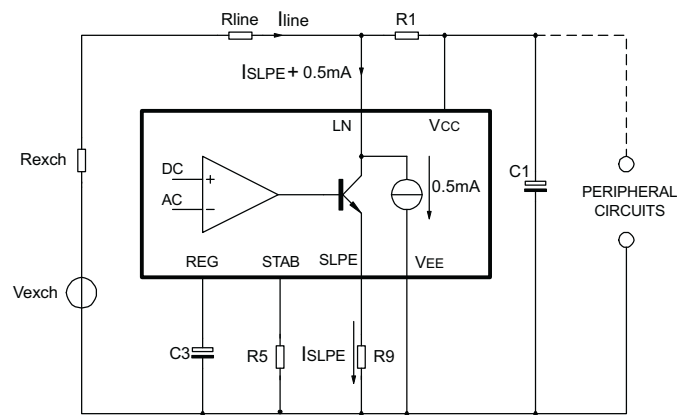 Rline
Iline
R1
ISLPE + 0.5mA
LN
VCC
Rexch
DC
+
AC
−
0.5mA
C1
PERIPHERAL
CIRCUITS
REG
STAB
SLPE
VEE
Vexch
C3
R5
ISLPE
R9